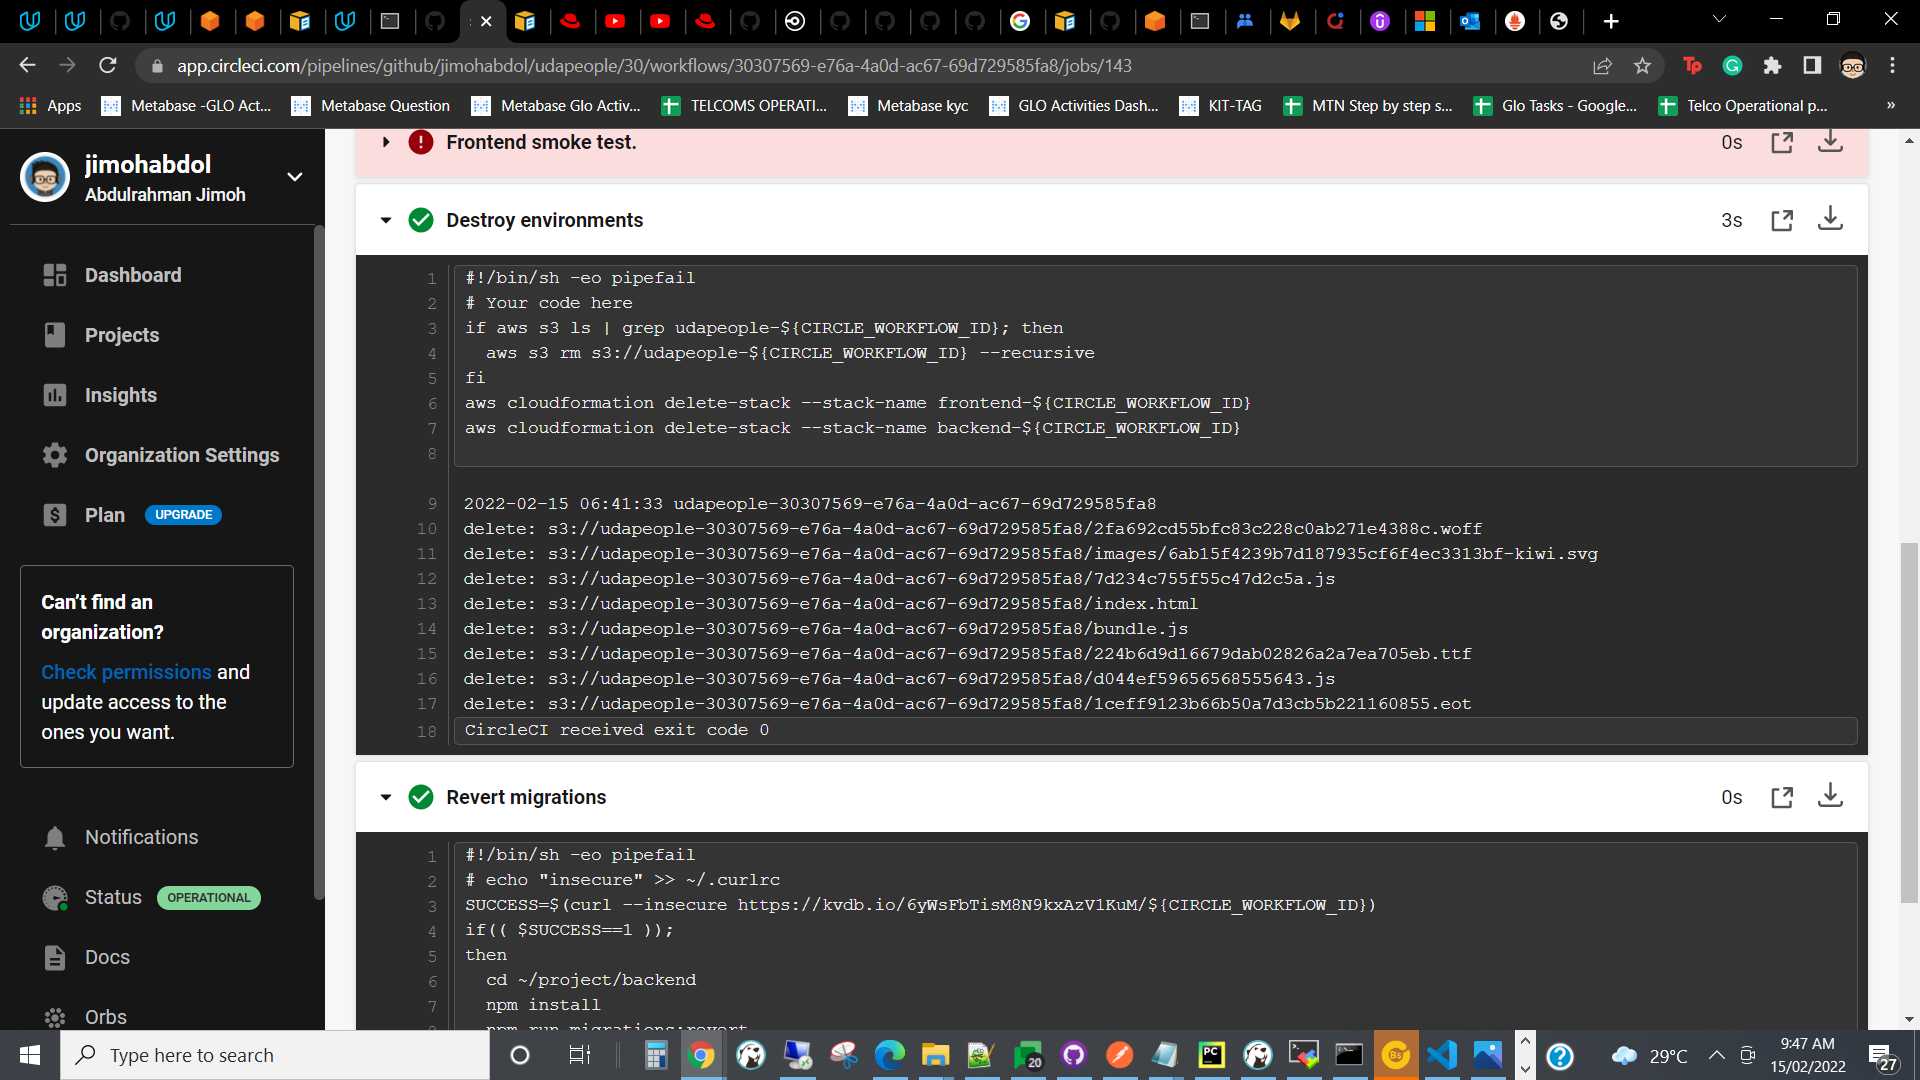 app.circleci.com/pipelines/github/jimohabdol/udapeople/30/workflows/30307569-e76a-4a0d-ac67-69d729585fa8/jobs/143
Apps Metabase -GLO Act... Metabase Question Metabase Glo Activ... TELCOMS OPERATI... Metabase kyc GLO Activities Dash... KIT-TAG MTN Step by step s... Glo Tasks - Google... Telco Operational p... »
jimohabdol
Abdulrahman Jimoh
Dashboard
Projects
Insights
Organization Settings
Plan UPGRADE
Can't find an
organization?
Check permissions and
update access to the
ones you want.
Notifications
Status OPERATIONAL
Docs
Orbs
Frontend smoke test. 0s
Destroy environments 3s
1 #!/bin/sh -eo pipefail
2 # Your code here
3 if aws s3 ls | grep udapeople-${CIRCLE_WORKFLOW_ID}; then
4 aws s3 rm s3://udapeople-${CIRCLE_WORKFLOW_ID} --recursive
5 fi
6 aws cloudformation delete-stack --stack-name frontend-${CIRCLE_WORKFLOW_ID}
7 aws cloudformation delete-stack --stack-name backend-${CIRCLE_WORKFLOW_ID}
8
9 2022-02-15 06:41:33 udapeople-30307569-e76a-4a0d-ac67-69d729585fa8
10 delete: s3://udapeople-30307569-e76a-4a0d-ac67-69d729585fa8/2fa692cd55bfc83c228c0ab271e4388c.woff
11 delete: s3://udapeople-30307569-e76a-4a0d-ac67-69d729585fa8/images/6ab15f4239b7d187935cf6f4ec3313bf-kiwi.svg
12 delete: s3://udapeople-30307569-e76a-4a0d-ac67-69d729585fa8/7d234c755f55c47d2c5a.js
13 delete: s3://udapeople-30307569-e76a-4a0d-ac67-69d729585fa8/index.html
14 delete: s3://udapeople-30307569-e76a-4a0d-ac67-69d729585fa8/bundle.js
15 delete: s3://udapeople-30307569-e76a-4a0d-ac67-69d729585fa8/224b6d9d16679dab02826a2a7ea705eb.ttf
16 delete: s3://udapeople-30307569-e76a-4a0d-ac67-69d729585fa8/d044ef59656568555643.js
17 delete: s3://udapeople-30307569-e76a-4a0d-ac67-69d729585fa8/1ceff9123b66b50a7d3cb5b221160855.eot
18 CircleCI received exit code 0
Revert migrations 0s
1 #!/bin/sh -eo pipefail
2 # echo "insecure" >> ~/.curlrc
3 SUCCESS=$(curl --insecure https://kvdb.io/6yWsFbTisM8N9kxAzV1KuM/${CIRCLE_WORKFLOW_ID})
4 if(( $SUCCESS==1 ));
5 then
6 cd ~/project/backend
7 npm install
8 npm run migrations:revert
Type here to search
20
29°C
9:47 AM
15/02/2022
27